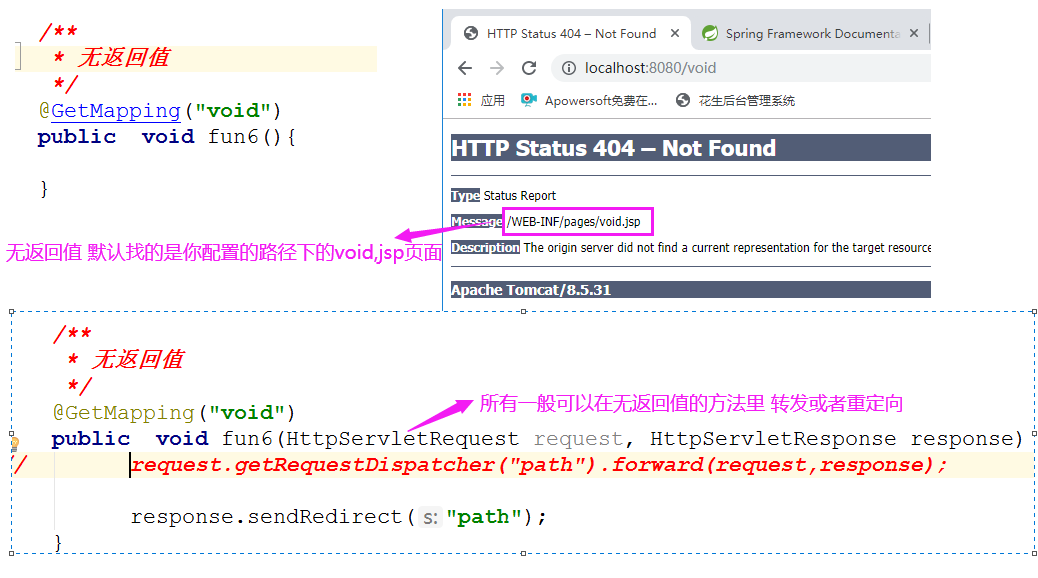 /**
* 无返回值
*/
@GetMapping("void")
public void fun6(){
}
HTTP Status 404 – Not Found
Spring Framework Documenta
localhost:8080/void
应用
Apowersoft免费在...
花生后台管理系统
HTTP Status 404 – Not Found
Type Status Report
Message /WEB-INF/pages/void.jsp
Description The origin server did not find a current representation for the target resource
Apache Tomcat/8.5.31
无返回值 默认找的是你配置的路径下的void,jsp页面
/**
* 无返回值
*/
@GetMapping("void")
所有一般可以在无返回值的方法里 转发或者重定向
public void fun6(HttpServletRequest request, HttpServletResponse response)
// request.getRequestDispatcher("path").forward(request,response);
response.sendRedirect( s: "path");
}